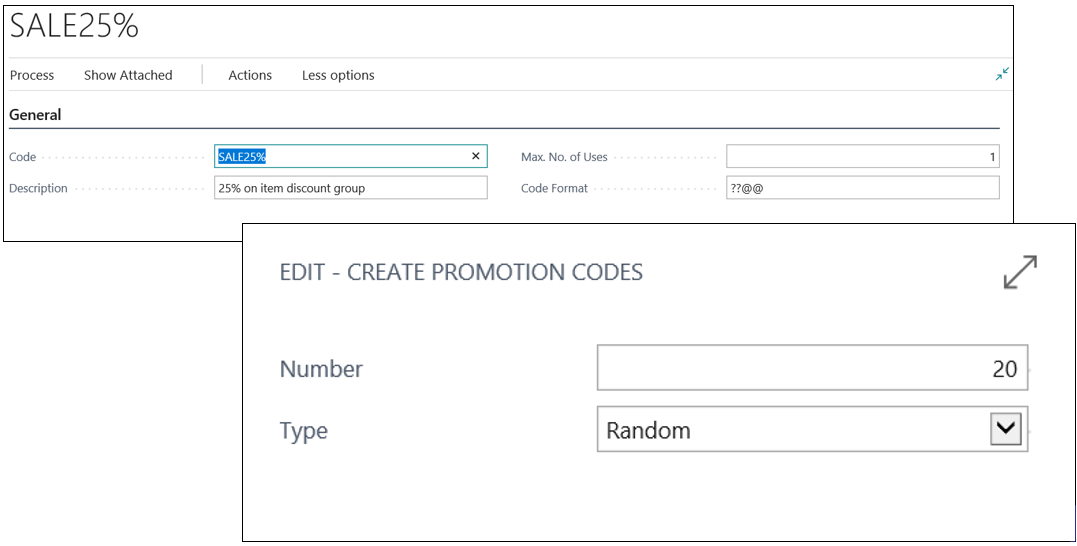 SALE25%
Process Show Attached Actions Less options
General
Code SALE25% × Max. No. of Uses 1
Description 25% on item discount group Code Format ??@@
EDIT - CREATE PROMOTION CODES
Number 20
Type Random